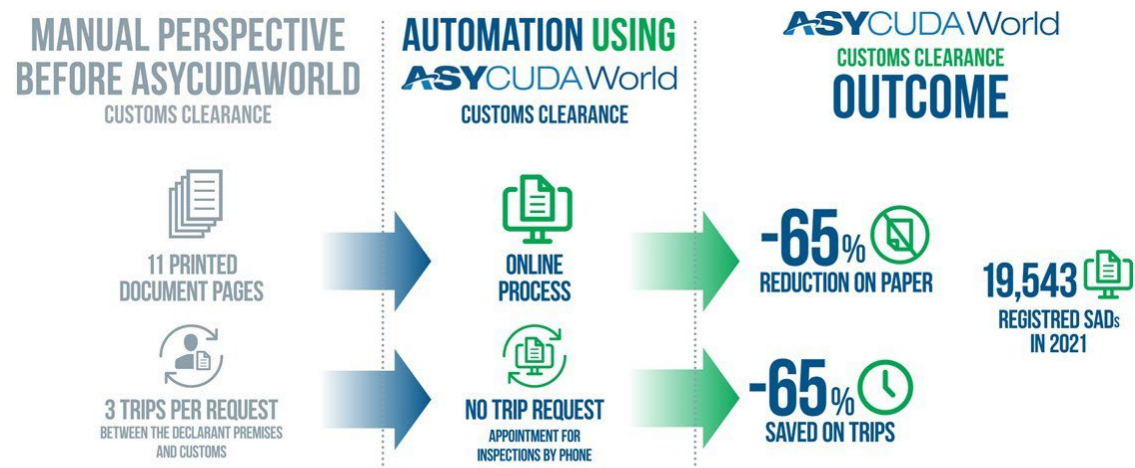 MANUAL PERSPECTIVE
BEFORE ASYCUDAWORLD
CUSTOMS CLEARANCE
11 PRINTED
DOCUMENT PAGES
3 TRIPS PER REQUEST
BETWEEN THE DECLARANT PREMISES
AND CUSTOMS
AUTOMATION USING
ASYCUDAWorld
CUSTOMS CLEARANCE
ONLINE
PROCESS
NO TRIP REQUEST
APPOINTMENT FOR
INSPECTIONS BY PHONE
ASYCUDAWorld
CUSTOMS CLEARANCE
OUTCOME
-65%
REDUCTION ON PAPER
-65%
SAVED ON TRIPS
19,543
REGISTRED SADs
IN 2021